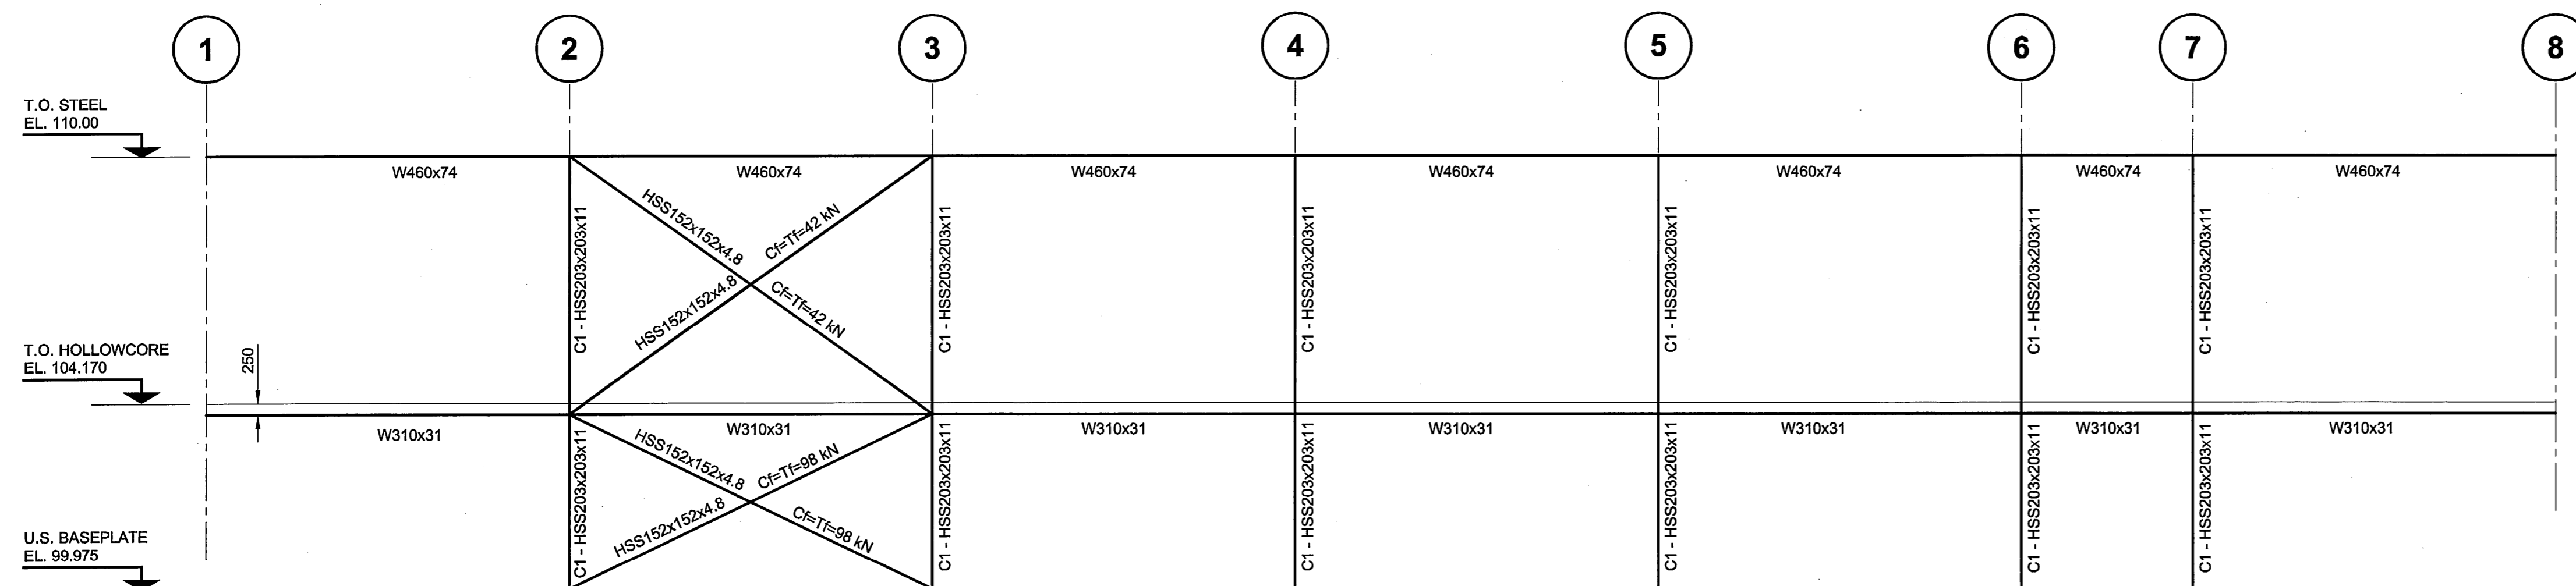 1 2 3 4 5 6 7 8
T.O. STEEL
EL. 110.00
W460x74 W460x74 W460x74 W460x74 W460x74 W460x74 W460x74
HSS152x152x4.8
Cf=Tf=42 kN
HSS152x152x4.8
Cf=Tf=42 kN
C1 - HSS203x203x11
C1 - HSS203x203x11
C1 - HSS203x203x11
C1 - HSS203x203x11
C1 - HSS203x203x11
C1 - HSS203x203x11
T.O. HOLLOWCORE
EL. 104.170
250
W310x31 W310x31 W310x31 W310x31 W310x31 W310x31 W310x31
HSS152x152x4.8
Cf=Tf=98 kN
HSS152x152x4.8
Cf=Tf=98 kN
C1 - HSS203x203x11
C1 - HSS203x203x11
C1 - HSS203x203x11
C1 - HSS203x203x11
C1 - HSS203x203x11
C1 - HSS203x203x11
U.S. BASEPLATE
EL. 99.975